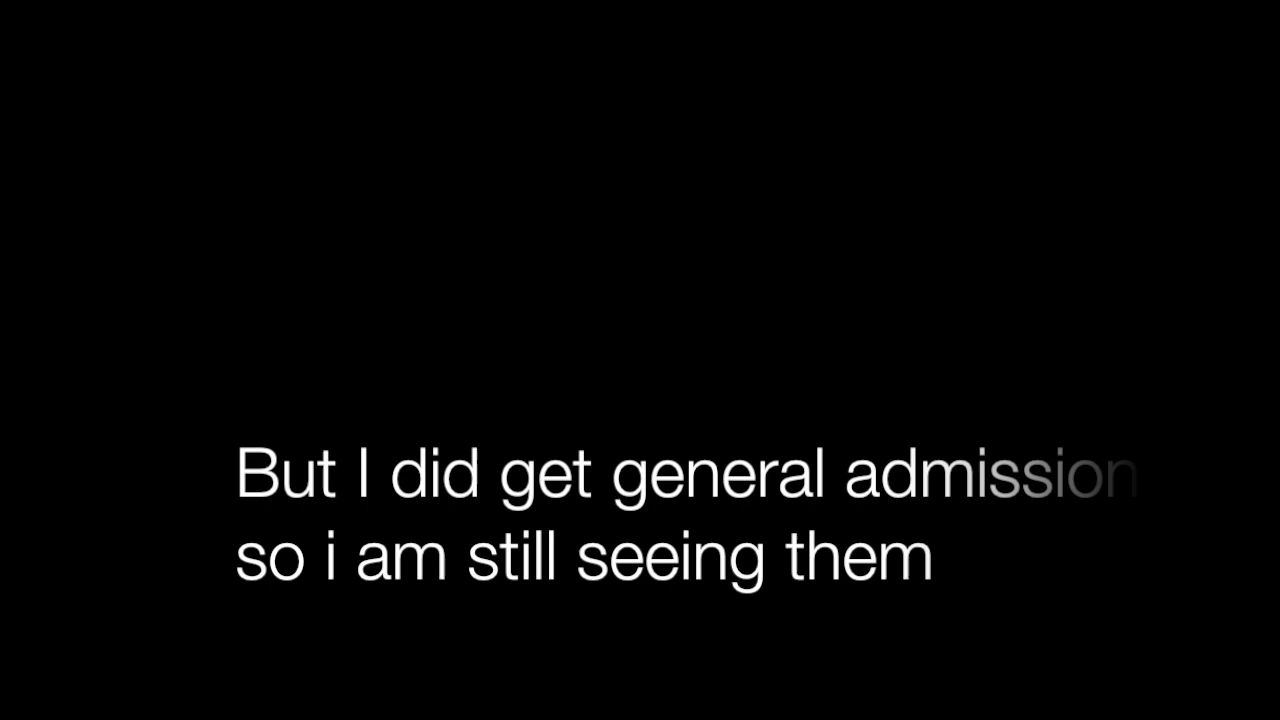 But I did get general admission
so i am still seeing them